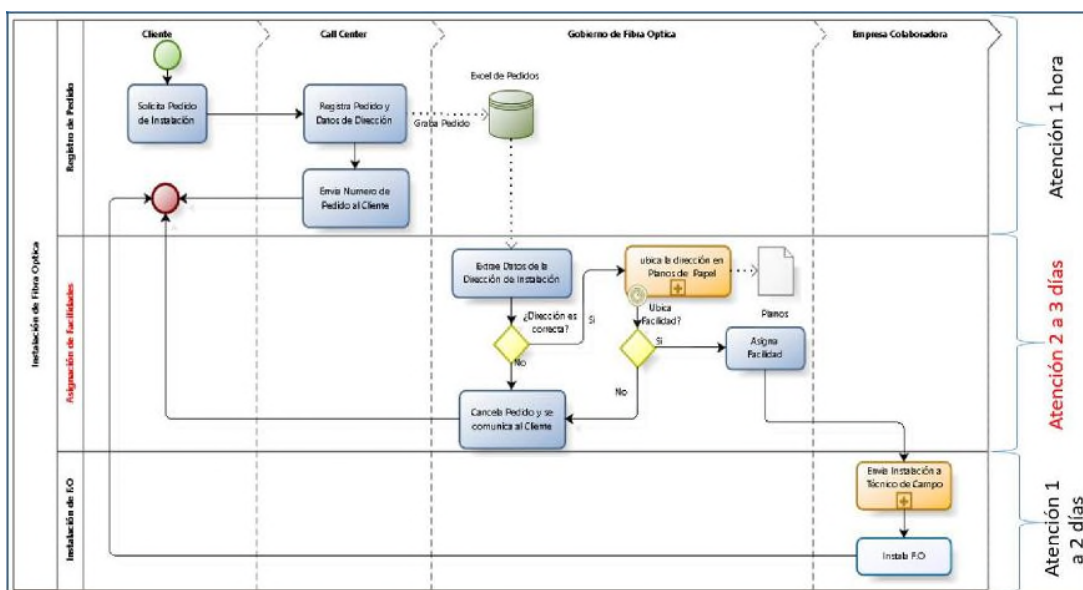 Cliente
Call Center
Gobierno de Fibra Optica
Empresa Colaboradora
Instalación de Fibra Optica
Registro de Pedido
Solicita Pedido
de Instalación
Registra Pedido y
Datos de Dirección
Graba Pedido
Excel de Pedidos
Envia Numero de
Pedido al Cliente
Atención 1 hora
Asignación de Facilidades
Extrae Datos de la
Dirección de Instalación
ubica la dirección en
Planos de Papel
Planos
¿Dirección es
correcta?
Si
No
Ubica
Facilidad?
Si
No
Asigna
Facilidad
Cancela Pedido y se
comunica al Cliente
Atención 2 a 3 días
Instalación de F.O
Envia Instalación a
Técnico de Campo
Instala F.O
Atención 1
a 2 días